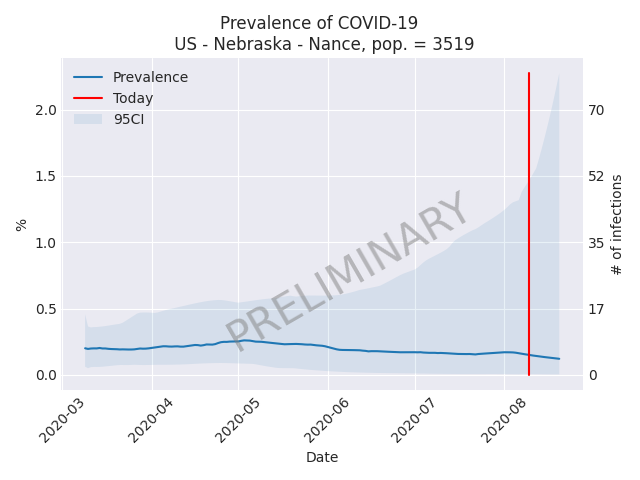 Prevalence of COVID-19
US - Nebraska - Nance, pop. = 3519
Prevalence
Today
95CI
2.0
1.5
1.0
0.5
0.0
%
70
52
35
17
0
# of infections
PRELIMINARY
2020-03
2020-04
2020-05
2020-06
2020-07
2020-08
Date